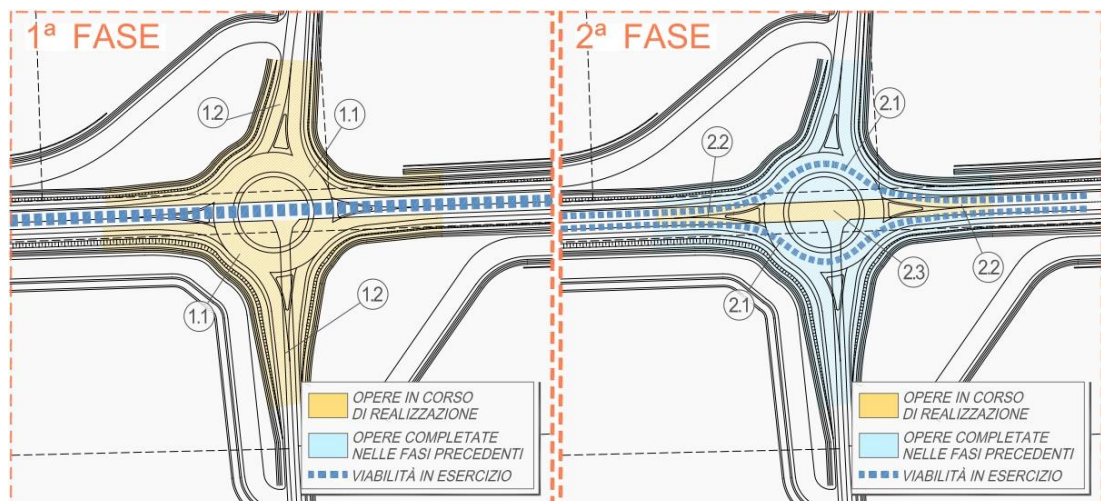 1ª FASE
1.2
1.1
1.1
1.2
OPERE IN CORSO
DI REALIZZAZIONE
OPERE COMPLETATE
NELLE FASI PRECEDENTI
VIABILITÀ IN ESERCIZIO
2ª FASE
2.1
2.2
2.3
2.2
2.1
OPERE IN CORSO
DI REALIZZAZIONE
OPERE COMPLETATE
NELLE FASI PRECEDENTI
VIABILITÀ IN ESERCIZIO